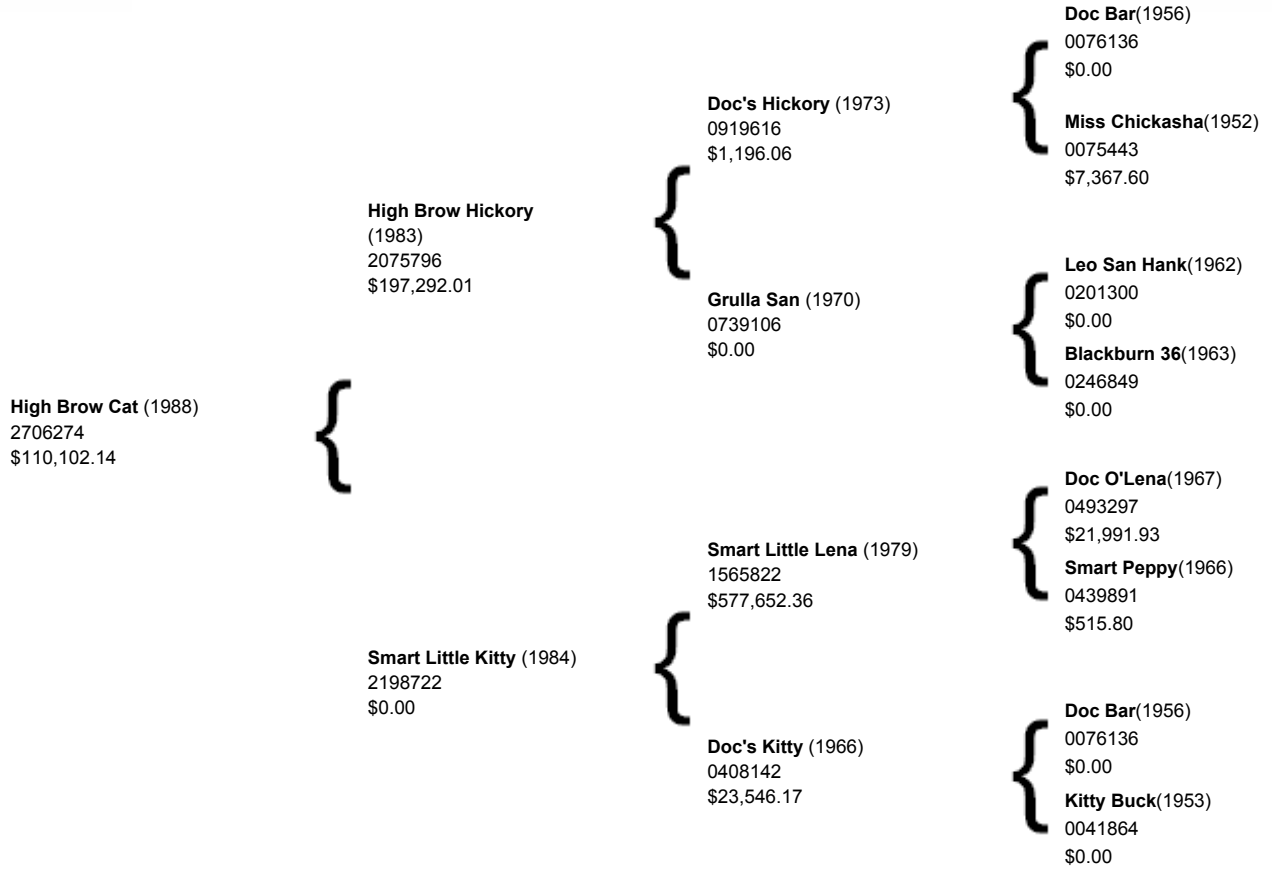 High Brow Cat (1988)
2706274
$110,102.14
High Brow Hickory
(1983)
2075796
$197,292.01
Smart Little Kitty (1984)
2198722
$0.00
Doc's Hickory (1973)
0919616
$1,196.06
Grulla San (1970)
0739106
$0.00
Smart Little Lena (1979)
1565822
$577,652.36
Doc's Kitty (1966)
0408142
$23,546.17
Doc Bar(1956)
0076136
$0.00
Miss Chickasha(1952)
0075443
$7,367.60
Leo San Hank(1962)
0201300
$0.00
Blackburn 36(1963)
0246849
$0.00
Doc O'Lena(1967)
0493297
$21,991.93
Smart Peppy(1966)
0439891
$515.80
Doc Bar(1956)
0076136
$0.00
Kitty Buck(1953)
0041864
$0.00